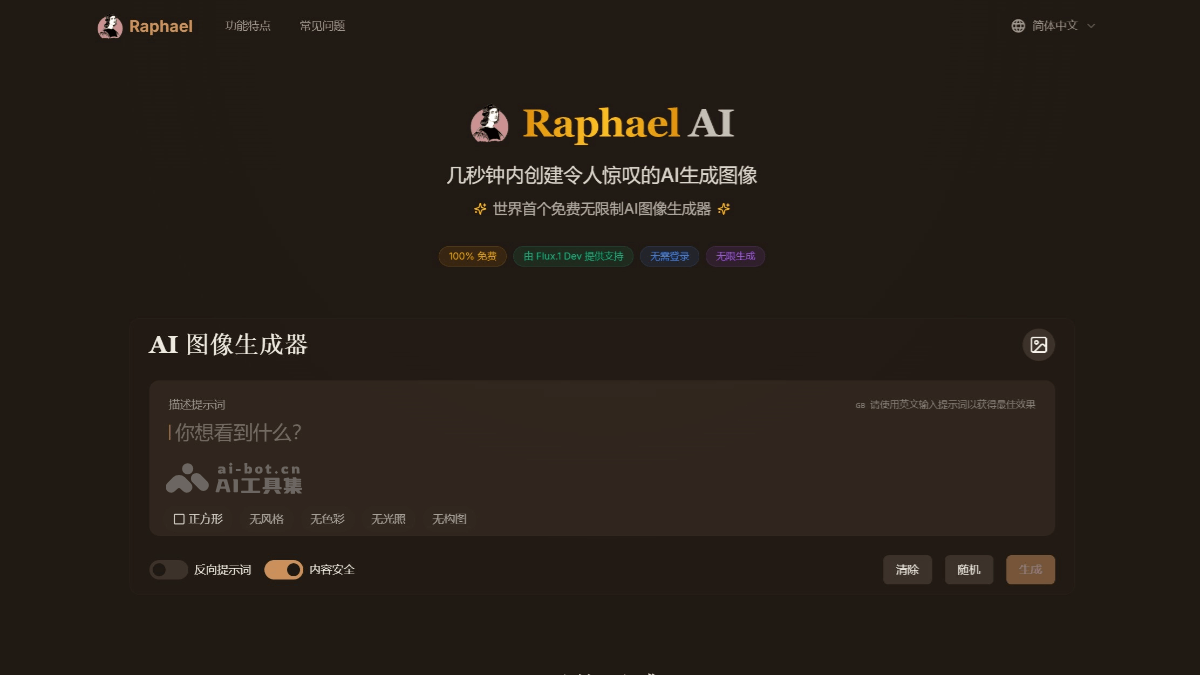 Raphael 功能特点 常见问题 简体中文
Raphael AI
几秒钟内创建令人惊叹的AI生成图像
世界首个免费无限制AI图像生成器
100% 免费 由 Flux.1 Dev 提供支持 无需登录 无限生成
AI 图像生成器
描述提示词 GB 请使用英文输入提示词以获得最佳效果
你想看到什么?
ai-bot.cn
AI工具集
正方形 无风格 无色彩 无光照 无构图
反向提示词 内容安全 清除 随机 生成